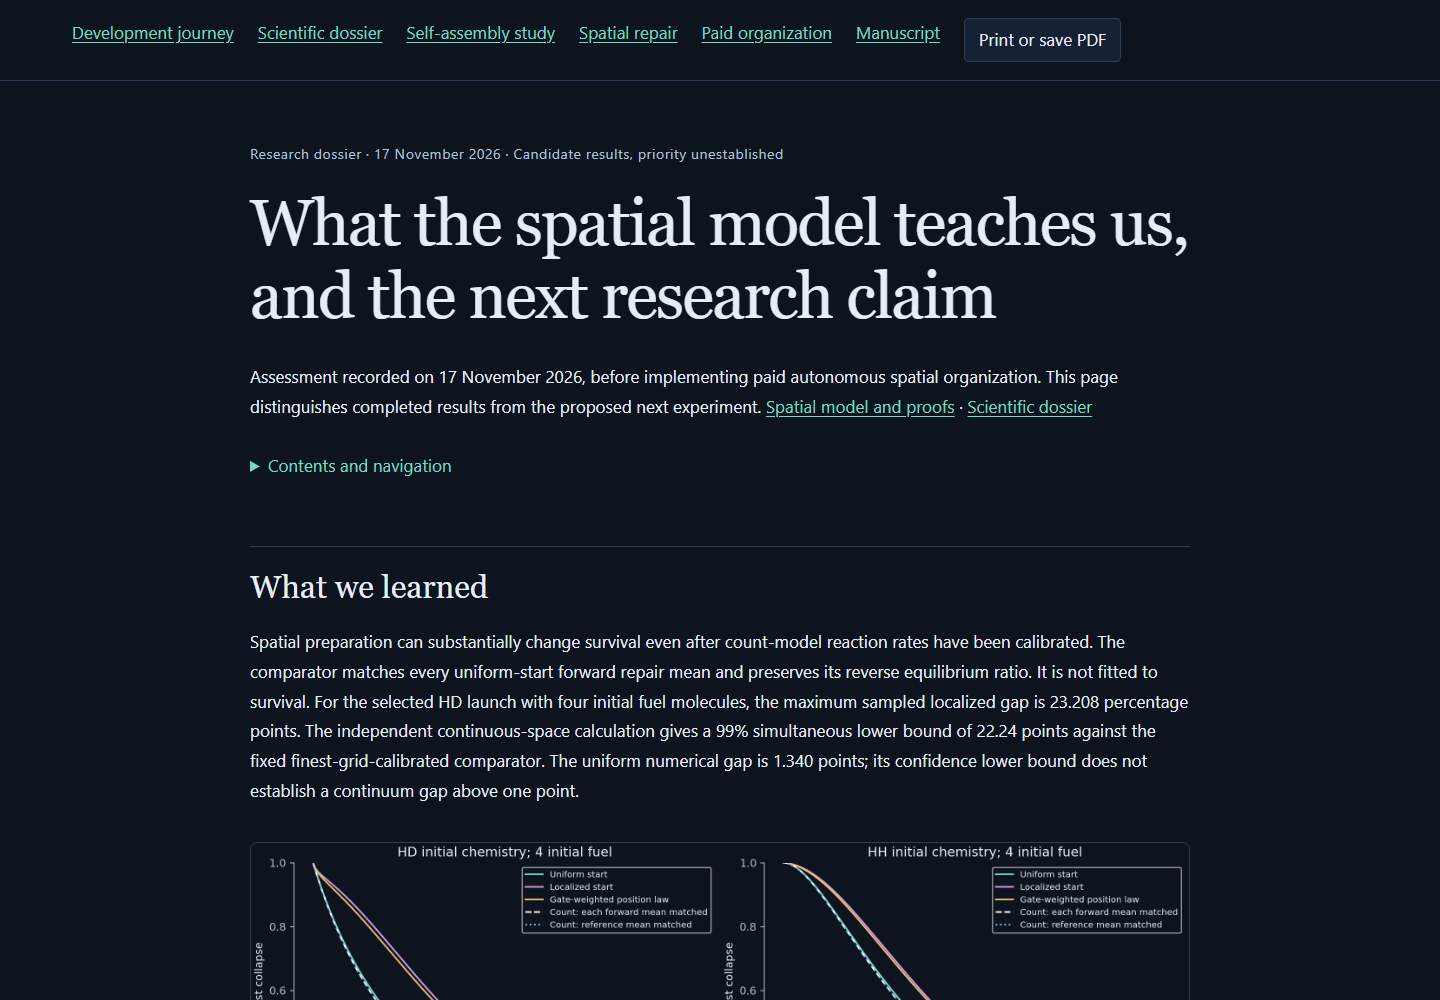 Development journey Scientific dossier Self-assembly study Spatial repair Paid organization Manuscript Print or save PDF
Research dossier · 17 November 2026 · Candidate results, priority unestablished
What the spatial model teaches us,
and the next research claim
Assessment recorded on 17 November 2026, before implementing paid autonomous spatial organization. This page
distinguishes completed results from the proposed next experiment. Spatial model and proofs · Scientific dossier
Contents and navigation
What we learned
Spatial preparation can substantially change survival even after count-model reaction rates have been calibrated. The
comparator matches every uniform-start forward repair mean and preserves its reverse equilibrium ratio. It is not fitted to
survival. For the selected HD launch with four initial fuel molecules, the maximum sampled localized gap is 23.208 percentage
points. The independent continuous-space calculation gives a 99% simultaneous lower bound of 22.24 points against the
fixed finest-grid-calibrated comparator. The uniform numerical gap is 1.340 points; its confidence lower bound does not
establish a continuum gap above one point.
HD initial chemistry; 4 initial fuel
1.0
0.8
0.6
Uniform start
Localized start
Gate-weighted position law
Count: each forward mean matched
Count: reference mean matched
collapse
HH initial chemistry; 4 initial fuel
1.0
0.8
0.6
Uniform start
Localized start
Gate-weighted position law
Count: each forward mean matched
Count: reference mean matched
collapse